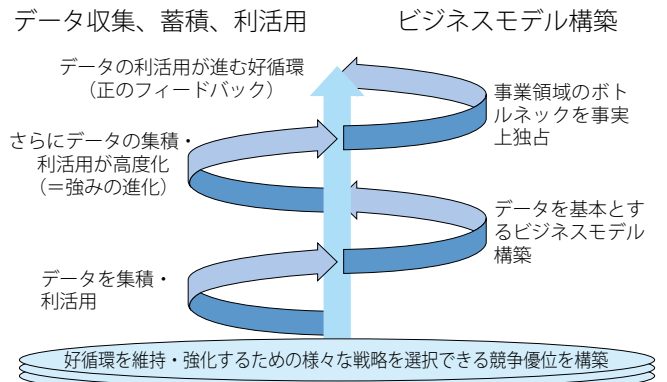 データ収集、蓄積、利活用
ビジネスモデル構築
データの利活用が進む好循環
（正のフィードバック）
事業領域のボト
ルネックを事実
上独占
さらにデータの集積・
利活用が高度化
（＝強みの進化）
データを基本とす
るビジネスモデル
構築
データを集積・
利活用
好循環を維持・強化するための様々な戦略を選択できる競争優位を構築